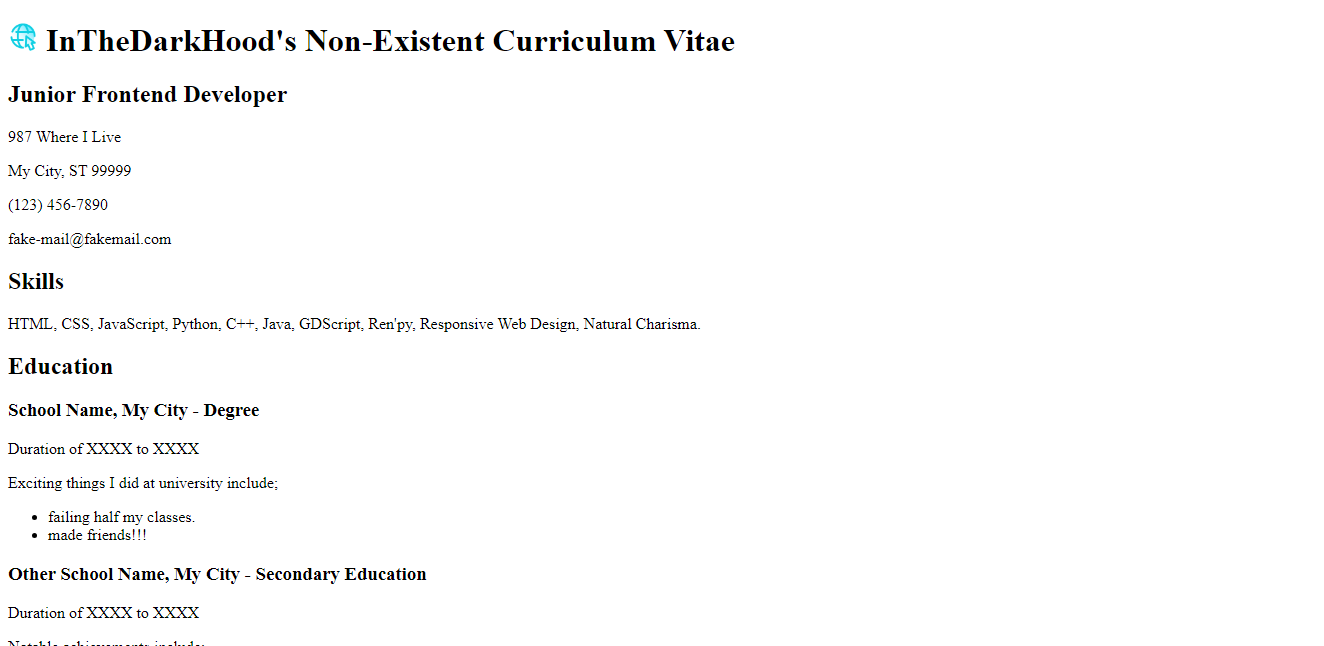 InTheDarkHood's Non-Existent Curriculum Vitae
Junior Frontend Developer
987 Where I Live
My City, ST 99999
(123) 456-7890
fake-mail@fakemail.com
Skills
HTML, CSS, JavaScript, Python, C++, Java, GDScript, Ren'py, Responsive Web Design, Natural Charisma.
Education
School Name, My City - Degree
Duration of XXXX to XXXX
Exciting things I did at university include;
failing half my classes.
made friends!!!
Other School Name, My City - Secondary Education
Duration of XXXX to XXXX
Notable achievements include;